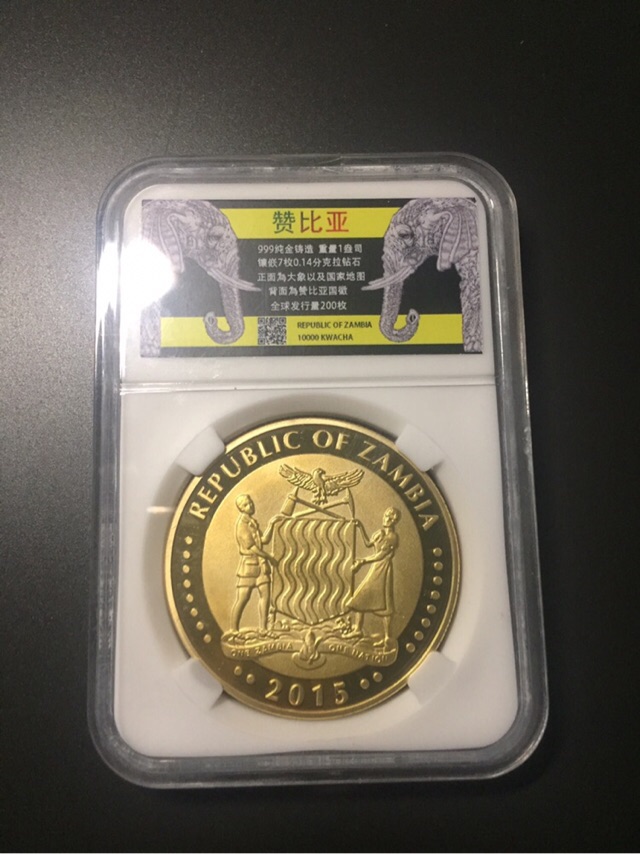 赞比亚
999纯金铸造 重量1盎司
镶嵌7枚0.14分克拉钻石
正面為大象以及国家地图
背面為赞比亚国徽
全球发行量200枚
REPUBLIC OF ZAMBIA
10000 KWACHA
REPUBLIC OF ZAMBIA
ONE ZAMBIA ONE NATION
2015